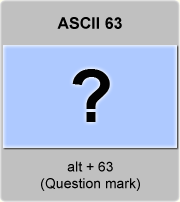 ASCII 63
?
alt + 63
(Question mark)